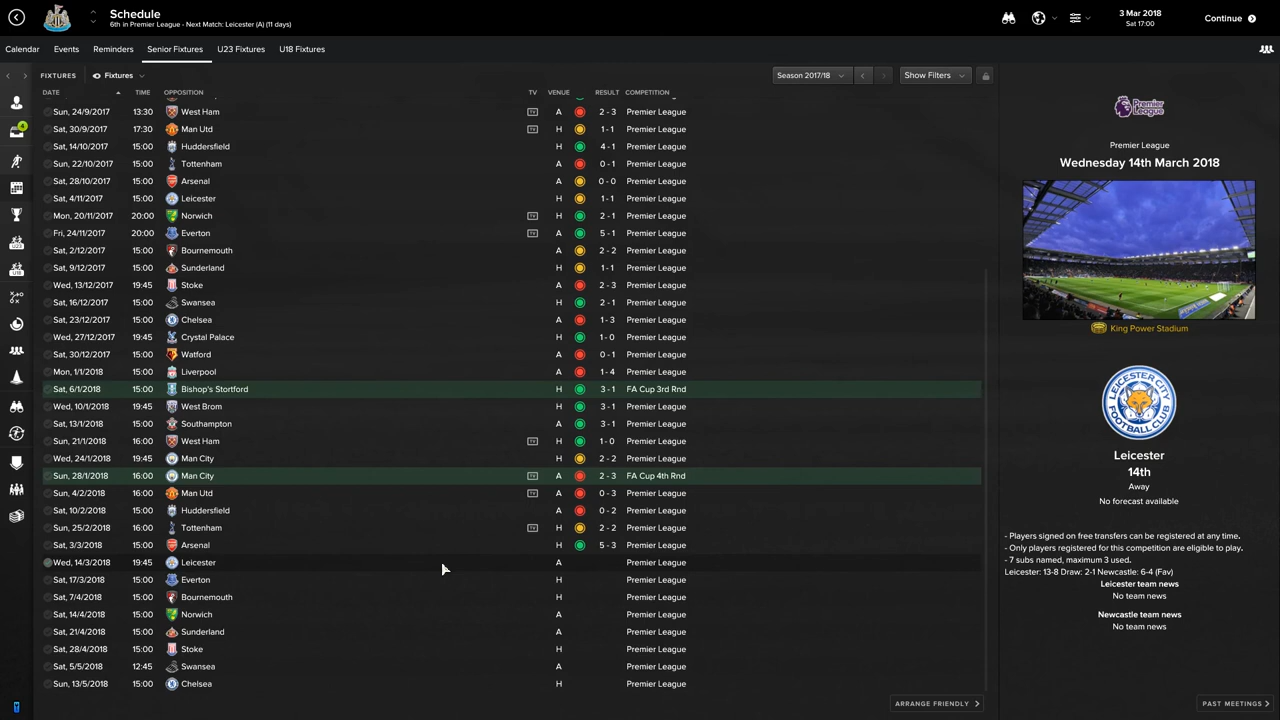 Schedule
6th in Premier League - Next Match: Leicester (A) (11 days)
3 Mar 2018
Sat 17:00
Continue
Calendar Events Reminders Senior Fixtures U23 Fixtures U18 Fixtures
FIXTURES Fixtures Season 2017/18 Show Filters
DATE TIME OPPOSITION TV VENUE RESULT COMPETITION
Sun, 24/9/2017 13:30 West Ham TV A 2 - 3 Premier League
Sat, 30/9/2017 17:30 Man Utd TV H 1 - 1 Premier League
Sat, 14/10/2017 15:00 Huddersfield H 4 - 1 Premier League
Sun, 22/10/2017 15:00 Tottenham A 0 - 1 Premier League
Sat, 28/10/2017 15:00 Arsenal A 0 - 0 Premier League
Sat, 4/11/2017 15:00 Leicester H 1 - 1 Premier League
Mon, 20/11/2017 20:00 Norwich TV H 2 - 1 Premier League
Fri, 24/11/2017 20:00 Everton TV A 5 - 1 Premier League
Sat, 2/12/2017 15:00 Bournemouth A 2 - 2 Premier League
Sat, 9/12/2017 15:00 Sunderland H 1 - 1 Premier League
Wed, 13/12/2017 19:45 Stoke A 2 - 3 Premier League
Sat, 16/12/2017 15:00 Swansea H 2 - 1 Premier League
Sat, 23/12/2017 15:00 Chelsea A 1 - 3 Premier League
Wed, 27/12/2017 19:45 Crystal Palace H 1 - 0 Premier League
Sat, 30/12/2017 15:00 Watford A 0 - 1 Premier League
Mon, 1/1/2018 15:00 Liverpool A 1 - 4 Premier League
Sat, 6/1/2018 15:00 Bishop's Stortford H 3 - 1 FA Cup 3rd Rnd
Wed, 10/1/2018 19:45 West Brom H 3 - 1 Premier League
Sat, 13/1/2018 15:00 Southampton A 3 - 1 Premier League
Sun, 21/1/2018 16:00 West Ham TV H 1 - 0 Premier League
Wed, 24/1/2018 19:45 Man City H 2 - 2 Premier League
Sun, 28/1/2018 16:00 Man City TV A 2 - 3 FA Cup 4th Rnd
Sun, 4/2/2018 16:00 Man Utd TV A 0 - 3 Premier League
Sat, 10/2/2018 15:00 Huddersfield A 0 - 2 Premier League
Sun, 25/2/2018 16:00 Tottenham TV H 2 - 2 Premier League
Sat, 3/3/2018 15:00 Arsenal H 5 - 3 Premier League
Wed, 14/3/2018 19:45 Leicester A Premier League
Sat, 17/3/2018 15:00 Everton H Premier League
Sat, 7/4/2018 15:00 Bournemouth H Premier League
Sat, 14/4/2018 15:00 Norwich A Premier League
Sat, 21/4/2018 15:00 Sunderland A Premier League
Sat, 28/4/2018 15:00 Stoke H Premier League
Sat, 5/5/2018 12:45 Swansea A Premier League
Sun, 13/5/2018 15:00 Chelsea H Premier League
ARRANGE FRIENDLY
Premier League
Premier League
Wednesday 14th March 2018
King Power Stadium
LEICESTER CITY
FOOTBALL CLUB
Leicester
14th
Away
No forecast available
- Players signed on free transfers can be registered at any time.
- Only players registered for this competition are eligible to play.
- 7 subs named, maximum 3 used.
Leicester: 13-8 Draw: 2-1 Newcastle: 6-4 (Fav)
Leicester team news
No team news
Newcastle team news
No team news
PAST MEETINGS
4
U23
U18